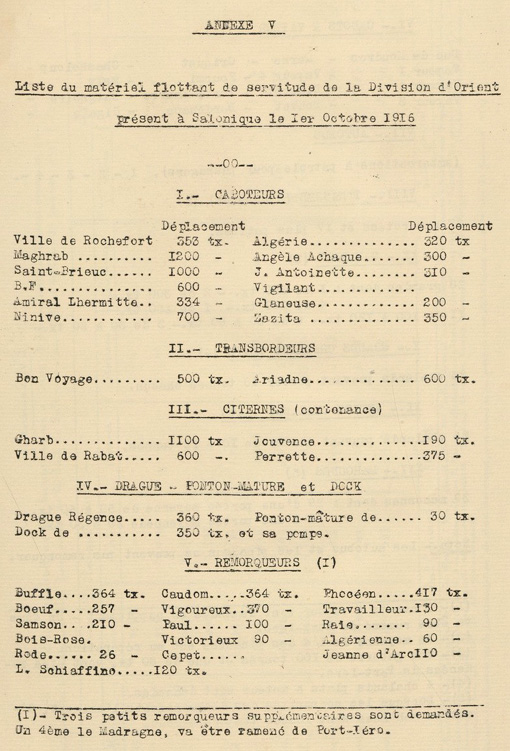 ANNEXE V
Liste du matériel flottant de servitude de la Division d'Orient
présent à Salonique le Ier Octobre 1916
--oo--
I.- CABOTEURS
Déplacement Déplacement
Ville de Rochefort 353 tx. Algérie............... 320 tx
Maghrab .......... 1200 - Angèle Achaque........ 300 -
Saint-Brieuc...... 1000 - J. Antoinette......... 310 -
B.F............... 600 - Vigilant..............
Amiral Lhermitte.. 334 - Glaneuse.............. 200 -
Ninive............ 700 - Zazita ............... 350 -
II.- TRANSBORDEURS
Bon Voyage......... 500 tx. Ariadne............... 600 tx.
III.- CITERNES (contenance)
Gharb.............. 1100 tx Jouvence..............190 tx.
Ville de Rabat..... 600 -. Perrette..............375 -
IV.- DRAGUE - PONTON-MATURE et DOCK
Drague Régence..... 360 tx. Ponton-mâture de...... 30 tx.
Dock de ........... 350 tx. et sa pompe.
V.- REMORQUEURS (I)
Buffle....364 tx. Caudom....364 tx. Phocéen....417 tx.
Boeuf.....257 - Vigoureux..370 - Travailleur.130 -
Samson....210 - Paul...... 100 - Raie....... 90 -
Bois-Rose. Victorieux 90 - Algérienne.. 60 -
Rode...... 26 - Cepet...... Jeanne d'Arc110 -
L. Schiaffino.....120 tx.
(I)- Trois petits remorqueurs supplémentaires sont demandés.
Un 4ème le Madragne, va être ramené de Port-Iéro.